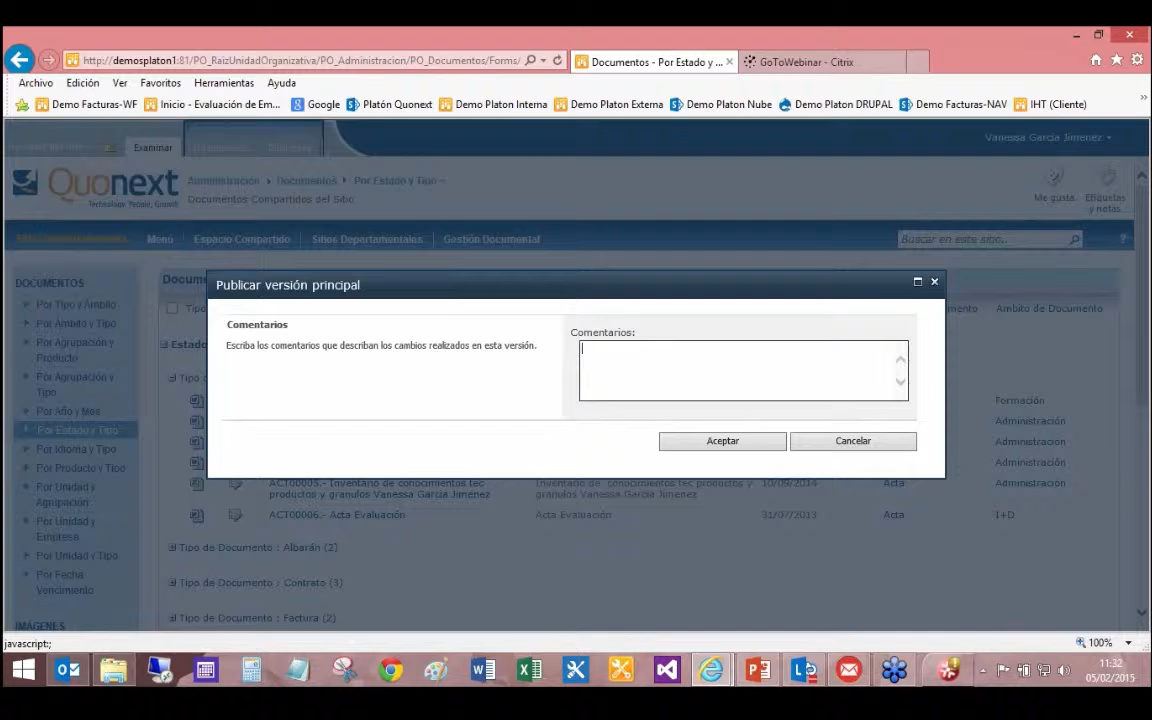 http://demosplaton1:81/PO_RaizUnidadOrganizativa/PO_Administracion/PO_Documentos/Forms/
Documentos - Por Estado y ...
GoToWebinar - Citrix
Archivo Edición Ver Favoritos Herramientas Ayuda
Demo Facturas-WF Inicio - Evaluación de Em... Google Platón Quonext Demo Platon Interna Demo Platon Externa Demo Platon Nube Demo Platon DRUPAL Demo Facturas-NAV IHT (Cliente)
Examinar
Vanessa Garcia Jimenez
Quonext
Technology, People, Growth
Administración Documentos Por Estado y Tipo
Documentos Compartidos del Sitio
Me gusta
Etiquetas y notas
Menú Espacio Compartido Sitios Departamentales Gestión Documental
Buscar en este sitio...
DOCUMENTOS
Por Tipo y Ámbito
Por Ámbito y Tipo
Por Agrupación y
Producto
Por Agrupación y
Tipo
Por Año y Mes
Por Estado y Tipo
Por Idioma y Tipo
Por Producto y Tipo
Por Unidad y
Agrupación
Por Unidad y
Empresa
Por Unidad y Tipo
Por Fecha
Vencimiento
IMÁGENES
Ambito de Documento
Publicar versión principal
Comentarios
Escriba los comentarios que describan los cambios realizados en esta versión.
Comentarios:
Aceptar
Cancelar
Formación
Administración
Administración
Administración
ACT00005.- Inventario de conocimientos tec productos y granulos Vanessa Garcia Jimenez
Inventario de conocimientos tec productos y granulos Vanessa Garcia Jimenez
10/09/2014 Acta Administración
ACT00006.- Acta Evaluación Acta Evaluación 31/07/2013 Acta I+D
Tipo de Documento : Albarán (2)
Tipo de Documento : Contrato (3)
Tipo de Documento : Factura (2)
javascript:;
100%
11:32
05/02/2015